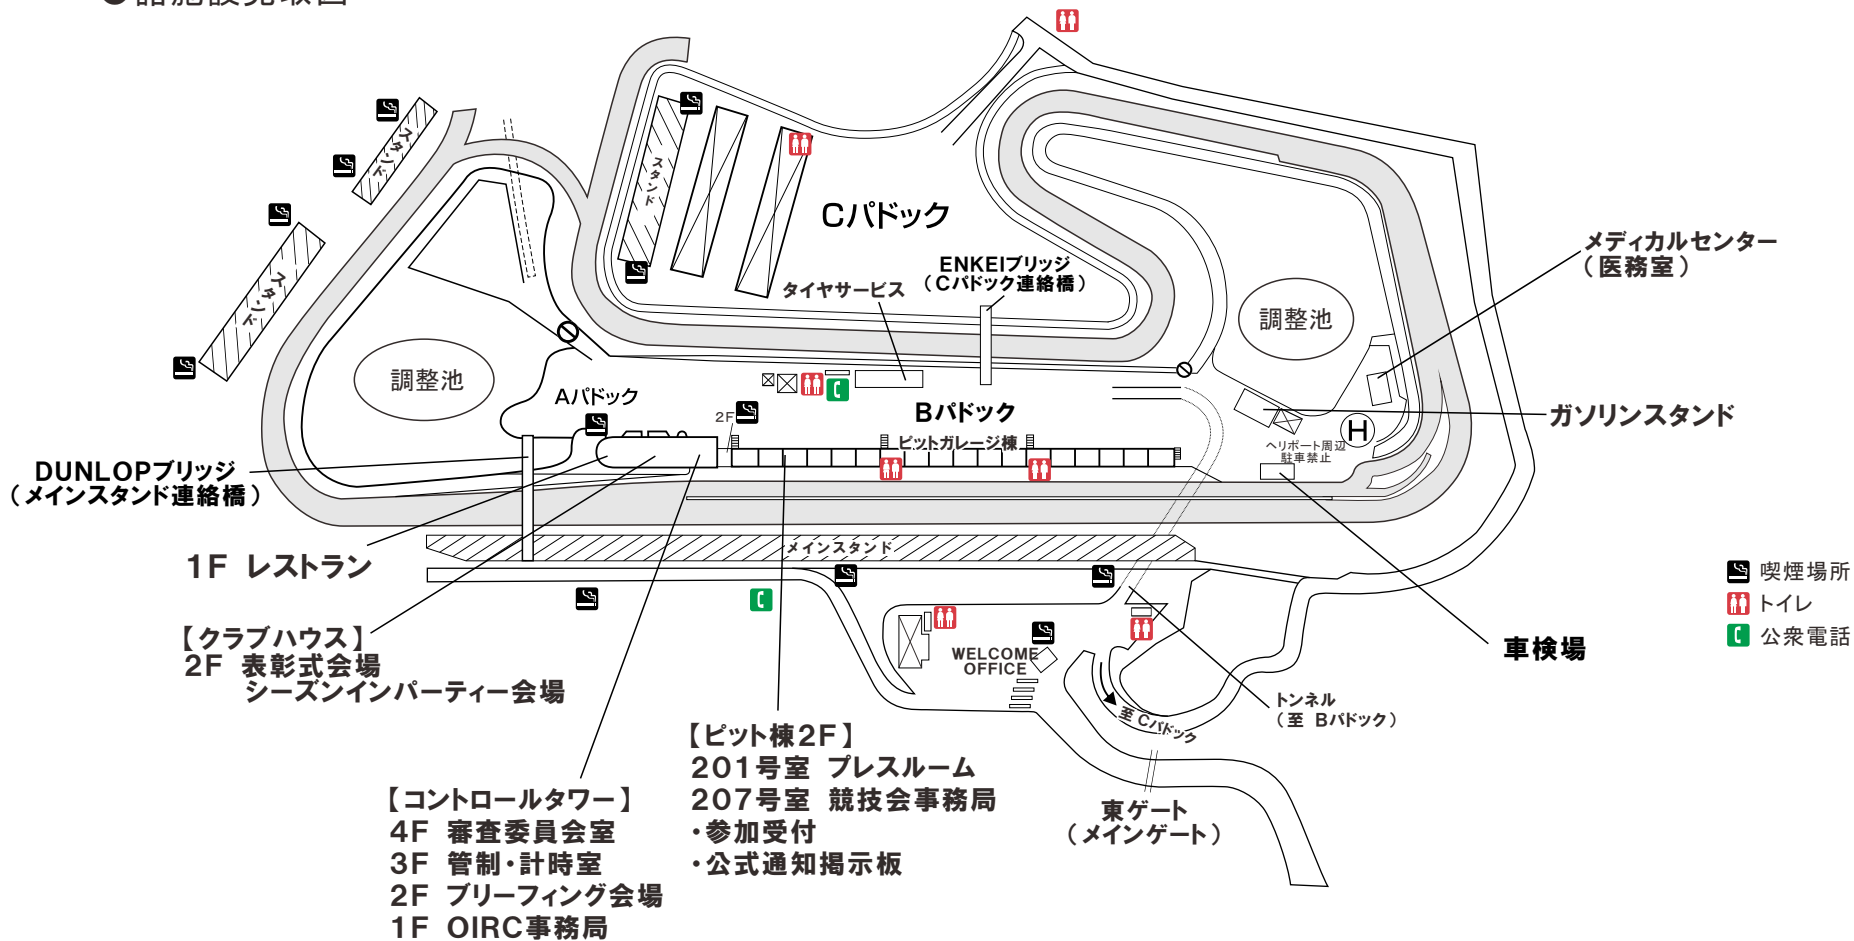 ●諸施設見取図
スタンド
スタンド
スタンド
Cパドック
ENKEIブリッジ
(Cパドック連絡橋)
タイヤサービス
メディカルセンター
(医務室)
調整池
調整池
Aパドック
Bパドック
2F
ピットガレージ棟
ガソリンスタンド
H
ヘリポート周辺
駐車禁止
DUNLOPブリッジ
(メインスタンド連絡橋)
メインスタンド
1F レストラン
【クラブハウス】
2F 表彰式会場
シーズンインパーティー会場
喫煙場所
トイレ
公衆電話
車検場
WELCOME
OFFICE
トンネル
(至 Bパドック)
至 Cパドック
【ピット棟2F】
201号室 プレスルーム
207号室 競技会事務局
・参加受付
・公式通知掲示板
東ゲート
(メインゲート)
【コントロールタワー】
4F 審査委員会室
3F 管制・計時室
2F ブリーフィング会場
1F OIRC事務局